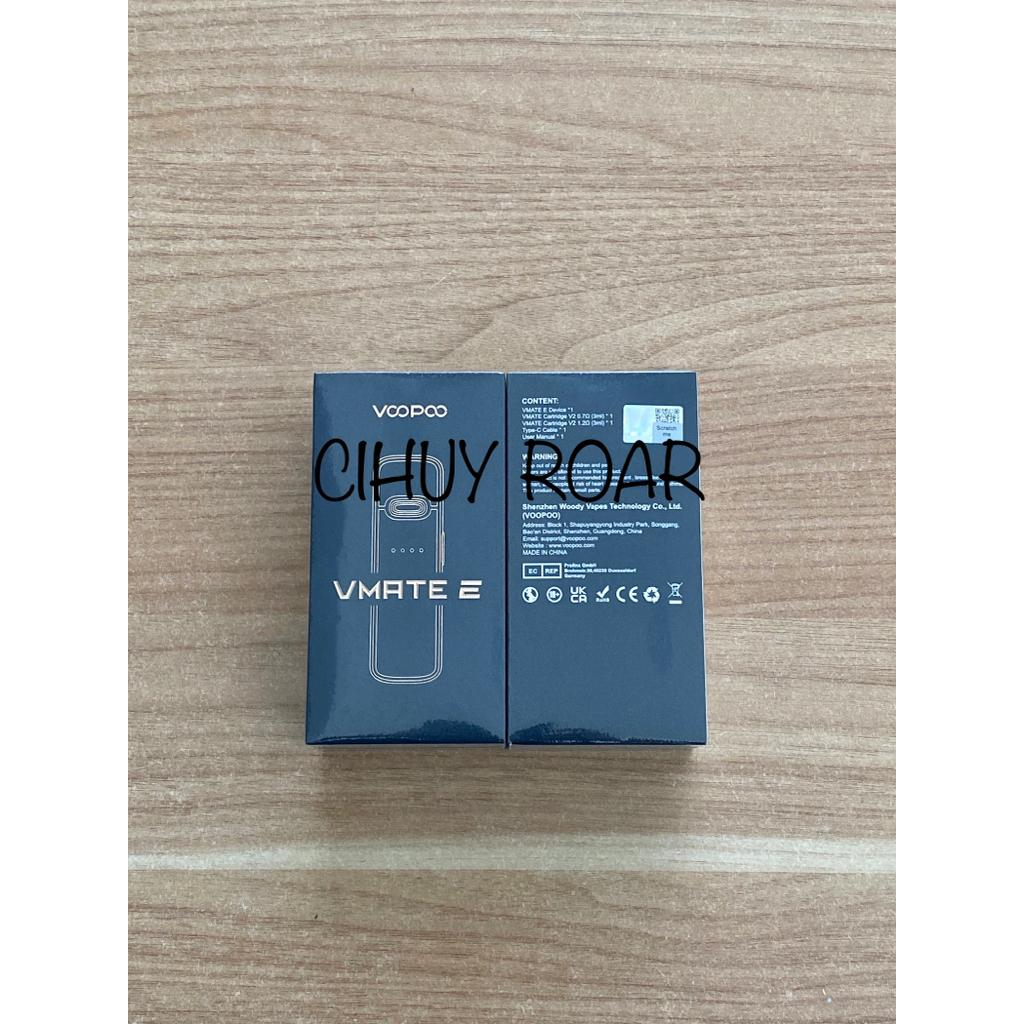 VOOPOO
VMATE E
CIHUY ROAR
CONTENT:
VMATE E Device *1
VMATE Cartridge V2 0.7Ω (3ml) * 1
VMATE Cartridge V2 1.2Ω (3ml) * 1
Type-C Cable * 1
User Manual * 1
Scratch
me
WARNING
Shenzhen Woody Vapes Technology Co., Ltd.
(VOOPOO)
Address: Block 1, Shapuyangyong Industry Park, Songgang,
Bao'an District, Shenzhen, Guangdong, China
Email: support@voopoo.com
Website: www.voopoo.com
MADE IN CHINA
EC REP
Germany
18+
UK
CA
RoHS
CE